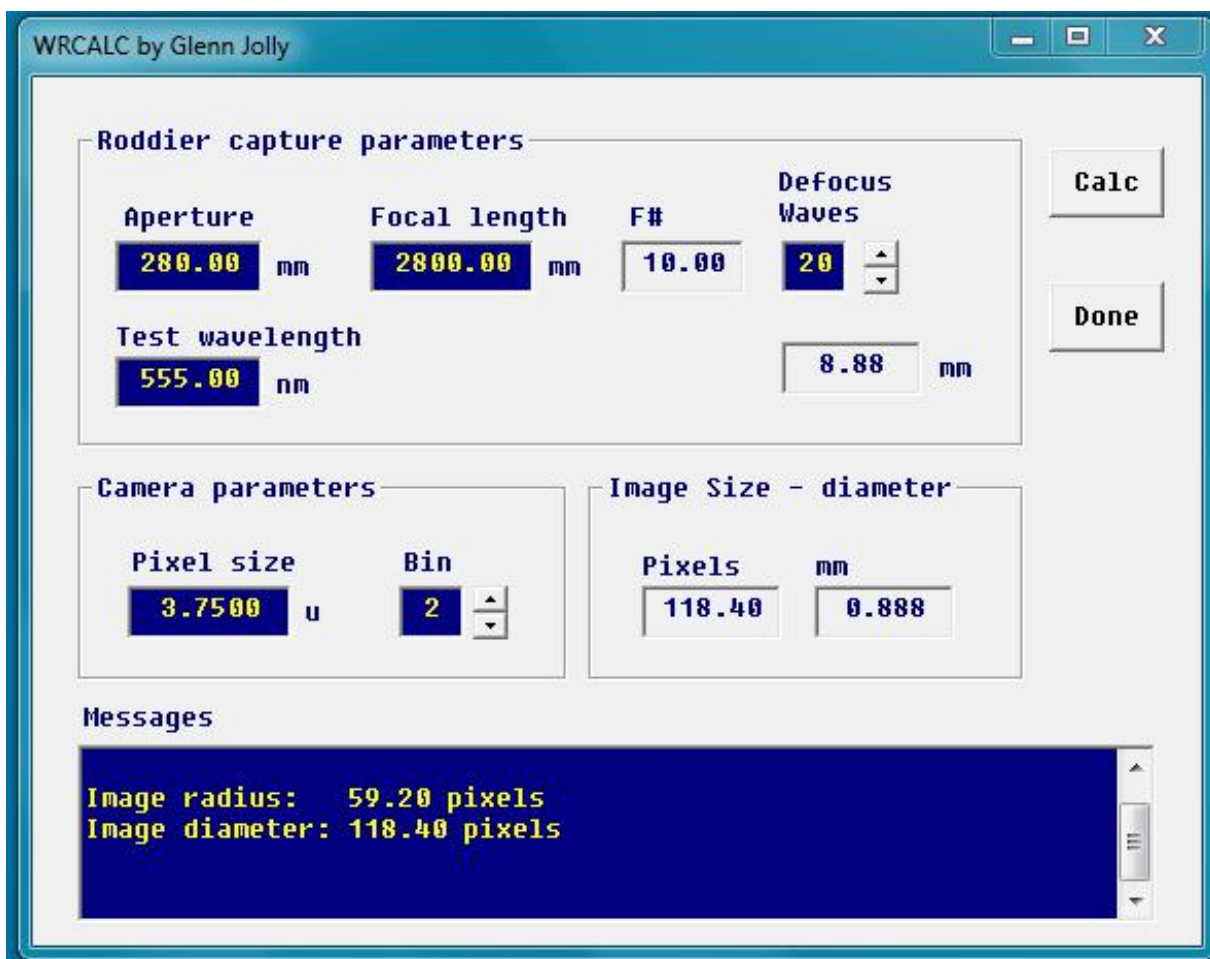 WRCALC by Glenn Jolly
Roddier capture parameters
Aperture Focal length F# Defocus Waves
280.00 mm 2800.00 mm 10.00 20
Calc
Test wavelength
555.00 nm 8.88 mm
Done
Camera parameters
Pixel size Bin
3.7500 u 2
Image Size - diameter
Pixels mm
118.40 0.888
Messages
Image radius: 59.20 pixels
Image diameter: 118.40 pixels